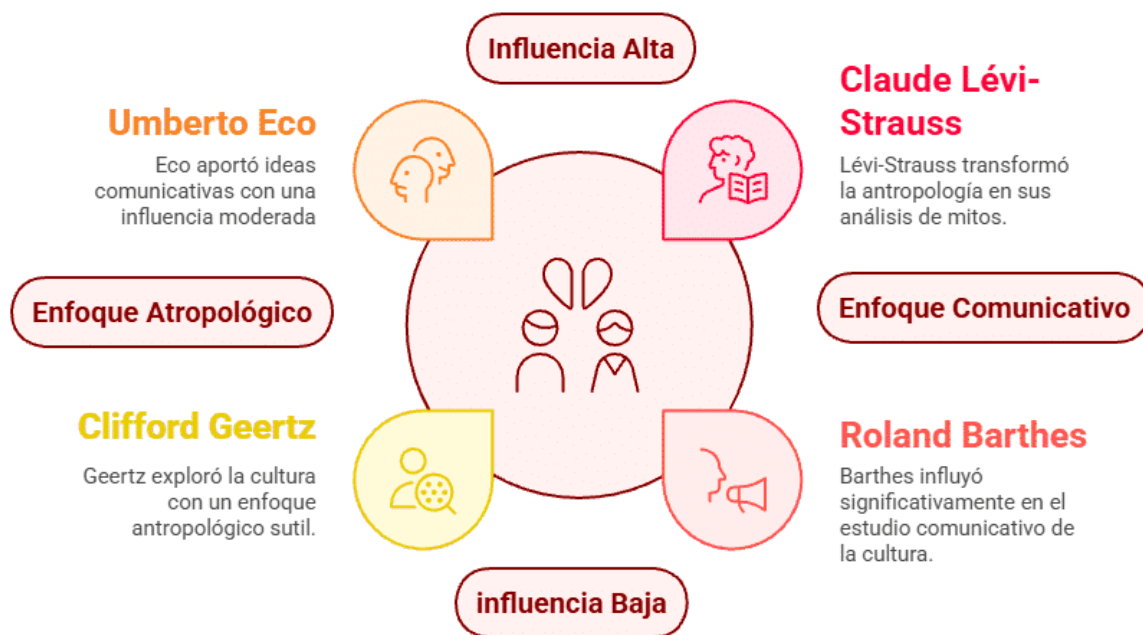 Influencia Alta
Umberto Eco
Eco aportó ideas
comunicativas con una
influencia moderada
Claude Lévi-
Strauss
Lévi-Strauss transformó
la antropología en sus
análisis de mitos.
Enfoque Atropológico
Enfoque Comunicativo
Clifford Geertz
Geertz exploró la cultura
con un enfoque
antropológico sutil.
Roland Barthes
Barthes influyó
significativamente en el
estudio comunicativo de
la cultura.
influencia Baja